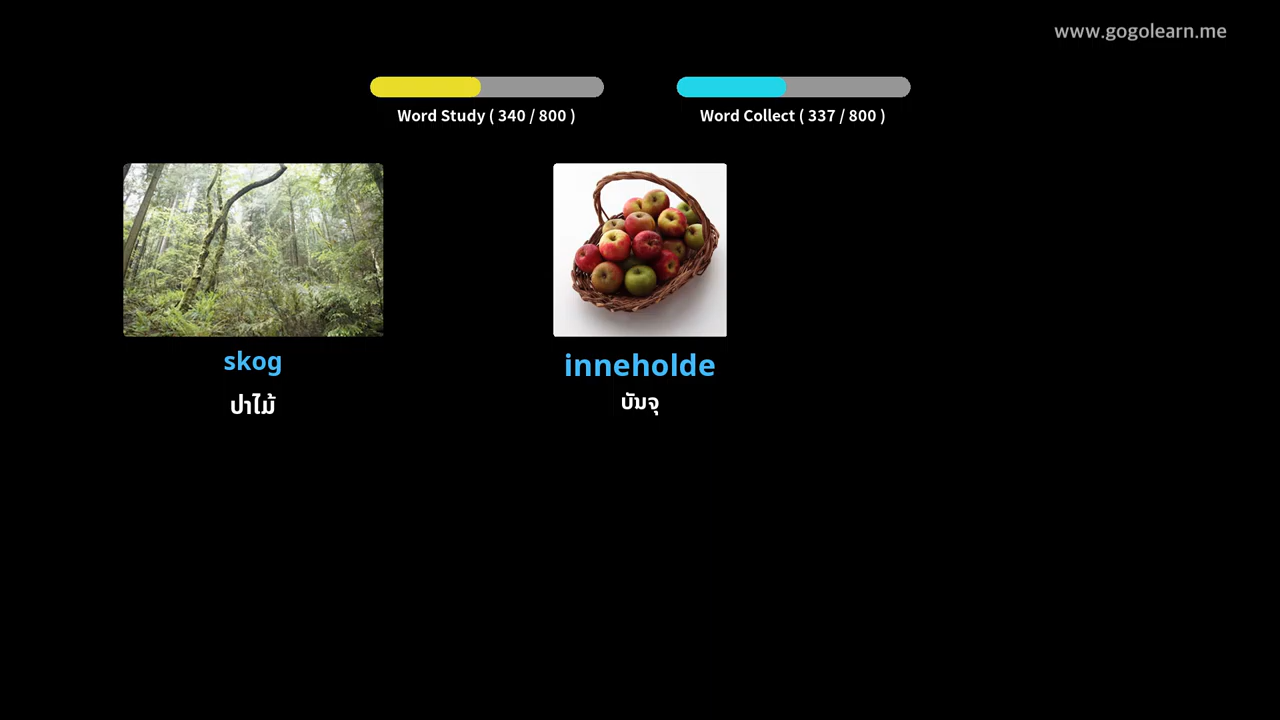 www.gogolearn.me
Word Study ( 340 / 800 )
Word Collect ( 337 / 800 )
skog
ปาไม้
inneholde
บันจุ